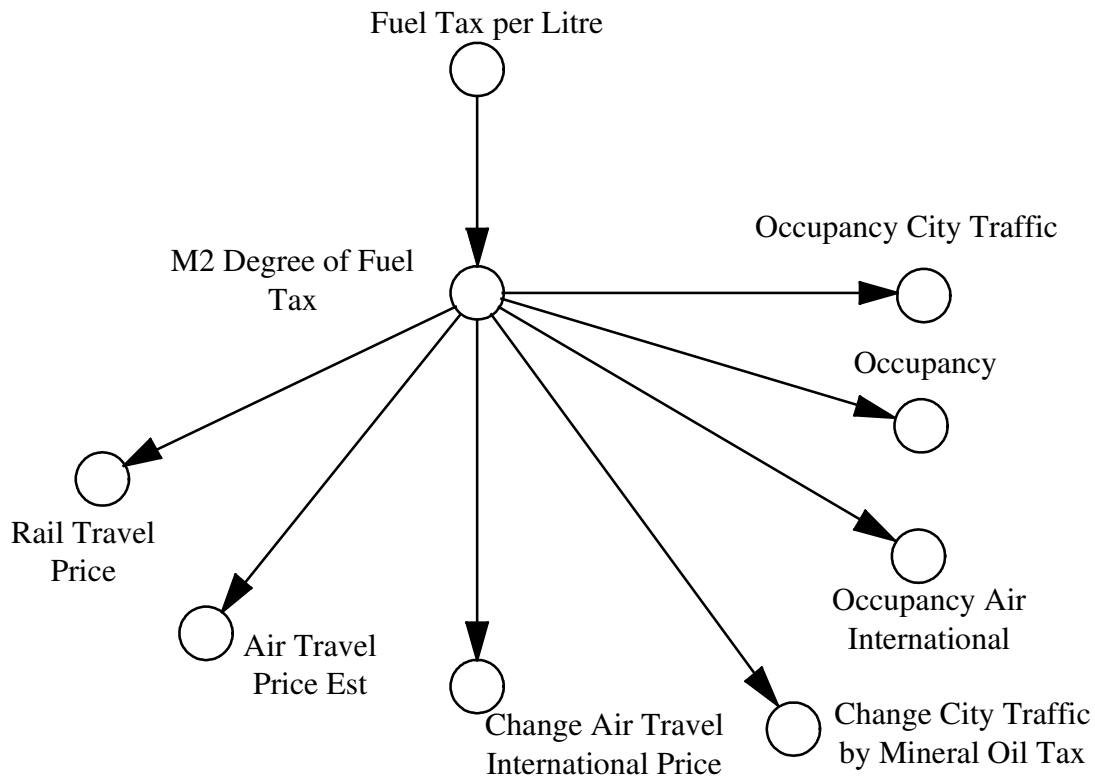 Fuel Tax per Litre
Occupancy City Traffic
M2 Degree of Fuel
Tax
Occupancy
Rail Travel
Price
Occupancy Air
International
Air Travel
Price Est
Change Air Travel
International Price
Change City Traffic
by Mineral Oil Tax